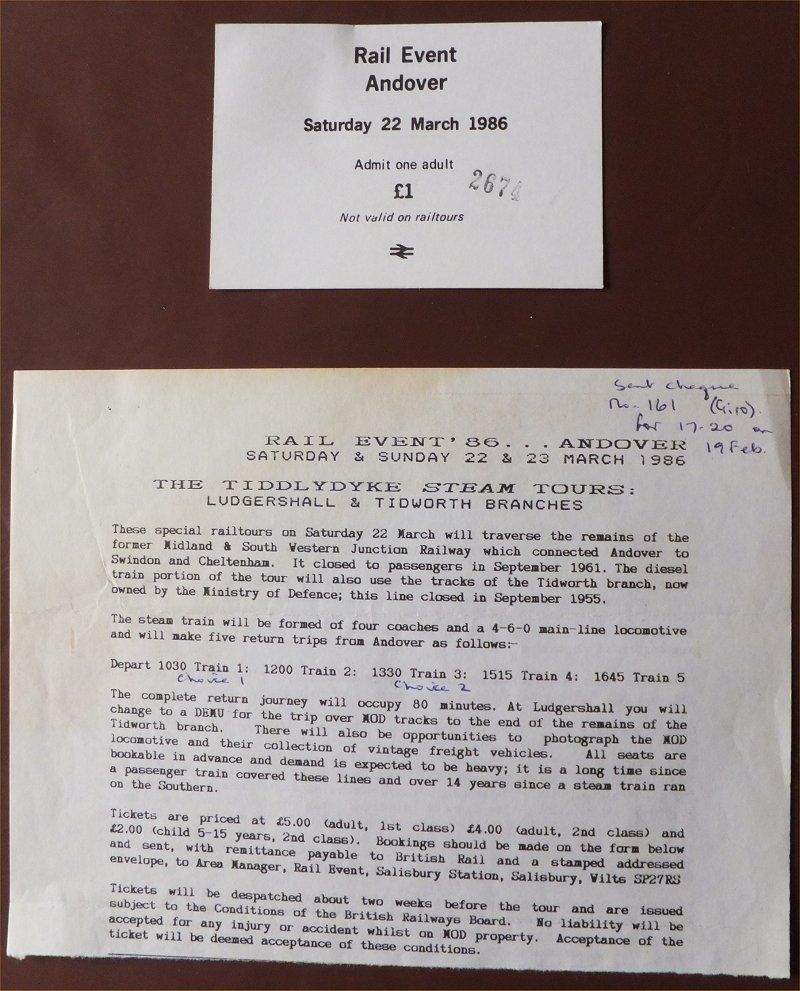 Rail Event
Andover
Saturday 22 March 1986
Admit one adult
£1
2674
Not valid on railtours
Sent cheque
No. 161 (Giro).
for 17-20 on
19 Feb.
RAIL EVENT'86...ANDOVER
SATURDAY & SUNDAY 22 & 23 MARCH 1986
THE TIDDLYDYKE STEAM TOURS:
LUDGERSHALL & TIDWORTH BRANCHES
These special railtours on Saturday 22 March will traverse the remains of the
former Midland & South Western Junction Railway which connected Andover to
Swindon and Cheltenham. It closed to passengers in September 1961. The diesel
train portion of the tour will also use the tracks of the Tidworth branch, now
owned by the Ministry of Defence; this line closed in September 1955.
The steam train will be formed of four coaches and a 4-6-0 main-line locomotive
and will make five return trips from Andover as follows:-
Depart 1030 Train 1: 1200 Train 2: 1330 Train 3: 1515 Train 4: 1645 Train 5
Choice 1 Choice 2
The complete return journey will occupy 80 minutes. At Ludgershall you will
change to a DEMU for the trip over MOD tracks to the end of the remains of the
Tidworth branch. There will also be opportunities to photograph the MOD
locomotive and their collection of vintage freight vehicles. All seats are
bookable in advance and demand is expected to be heavy; it is a long time since
a passenger train covered these lines and over 14 years since a steam train ran
on the Southern.
Tickets are priced at £5.00 (adult, 1st class) £4.00 (adult, 2nd class) and
£2.00 (child 5-15 years, 2nd class). Bookings should be made on the form below
and sent, with remittance payable to British Rail and a stamped addressed
envelope, to Area Manager, Rail Event, Salisbury Station, Salisbury, Wilts SP27RS
Tickets will be despatched about two weeks before the tour and are issued
subject to the Conditions of the British Railways Board. No liability will be
accepted for any injury or accident whilst on MOD property. Acceptance of the
ticket will be deemed acceptance of these conditions.